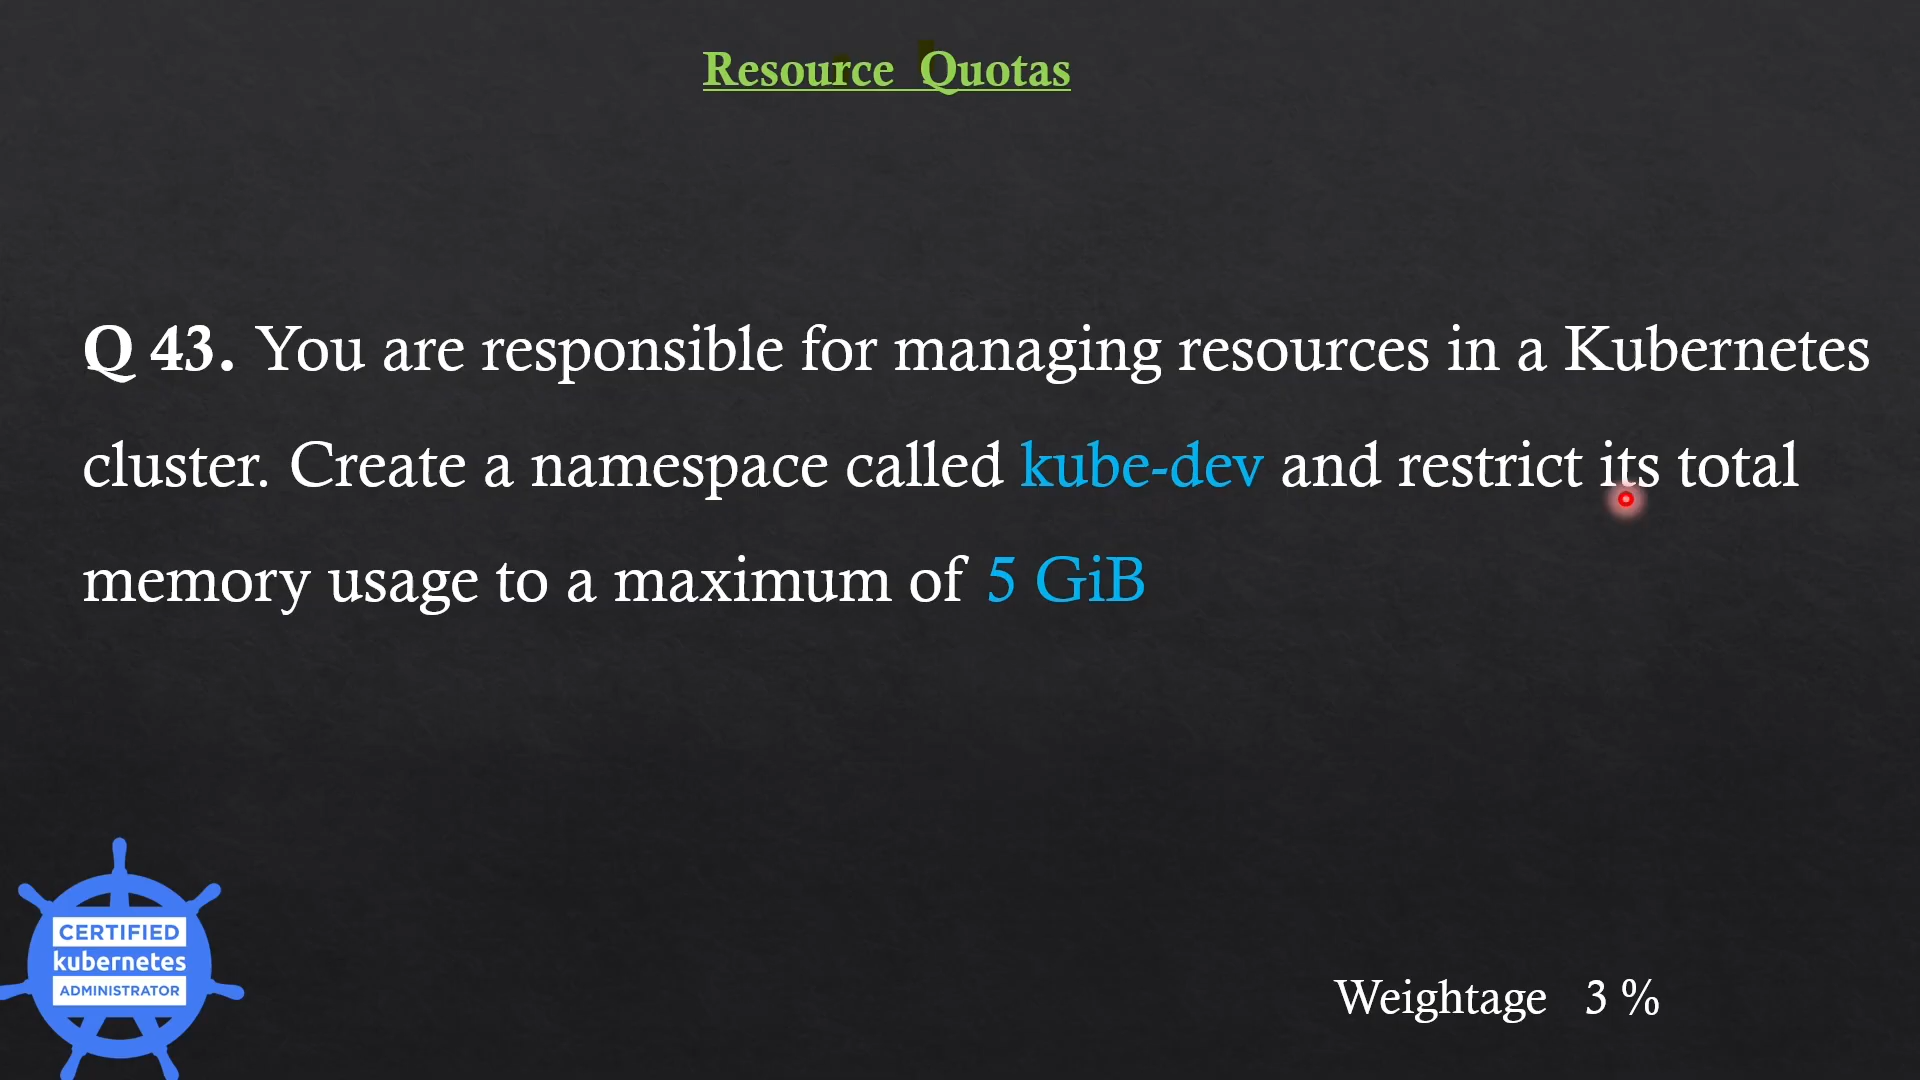 Resource Quotas
Q 43. You are responsible for managing resources in a Kubernetes
cluster. Create a namespace called kube-dev and restrict its total
memory usage to a maximum of 5 GiB
CERTIFIED
kubernetes
ADMINISTRATOR
Weightage 3 %